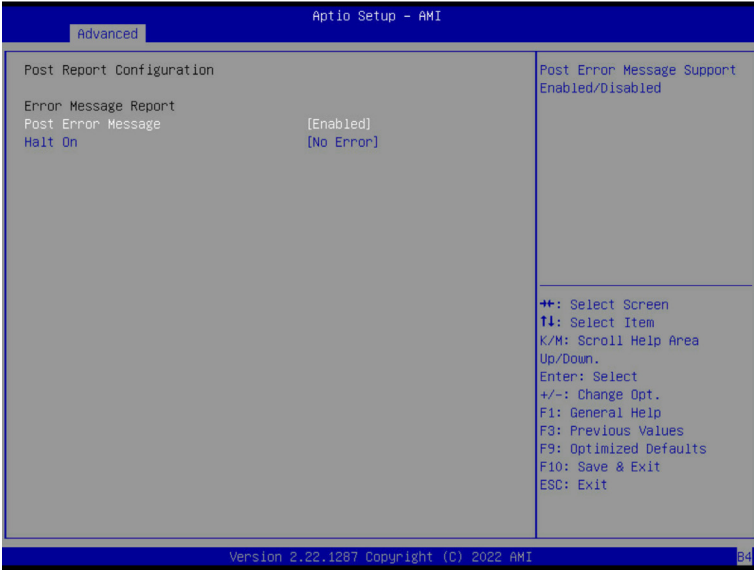 Aptio Setup – AMI
Advanced
Post Report Configuration
Error Message Report
Post Error Message [Enabled]
Halt On [No Error]
Post Error Message Support
Enabled/Disabled
→←: Select Screen
↑↓: Select Item
K/M: Scroll Help Area
Up/Down.
Enter: Select
+/-: Change Opt.
F1: General Help
F3: Previous Values
F9: Optimized Defaults
F10: Save & Exit
ESC: Exit
Version 2.22.1287 Copyright (C) 2022 AMI
B4